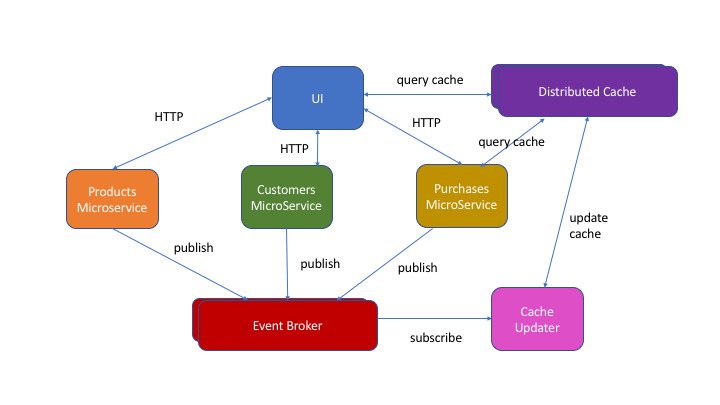 query cache
UI
Distributed Cache
HTTP
HTTP
HTTP
query cache
Products
Microservice
Customers
MicroService
Purchases
MicroService
update
cache
publish
publish
publish
Event Broker
Cache
Updater
subscribe